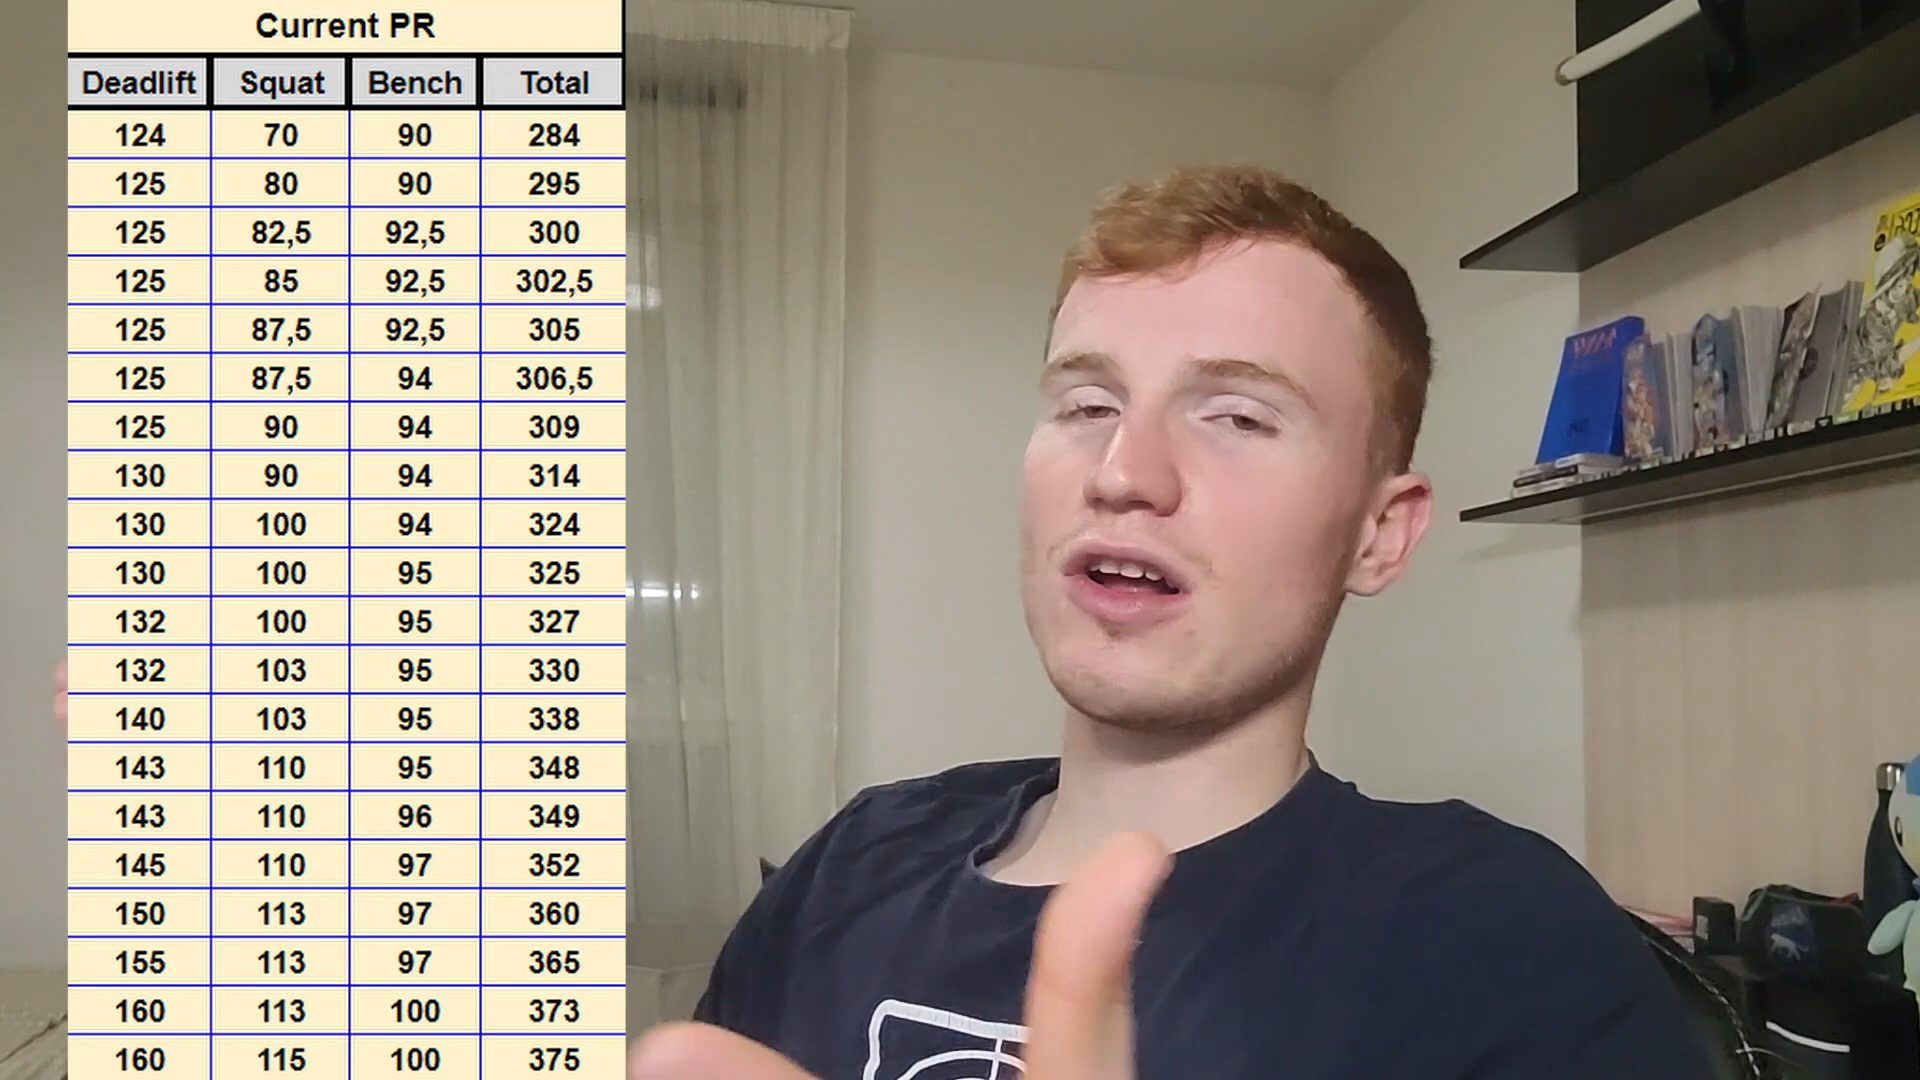 Current PR
Deadlift Squat Bench Total
124 70 90 284
125 80 90 295
125 82,5 92,5 300
125 85 92,5 302,5
125 87,5 92,5 305
125 87,5 94 306,5
125 90 94 309
130 90 94 314
130 100 94 324
130 100 95 325
132 100 95 327
132 103 95 330
140 103 95 338
143 110 95 348
143 110 96 349
145 110 97 352
150 113 97 360
155 113 97 365
160 113 100 373
160 115 100 375